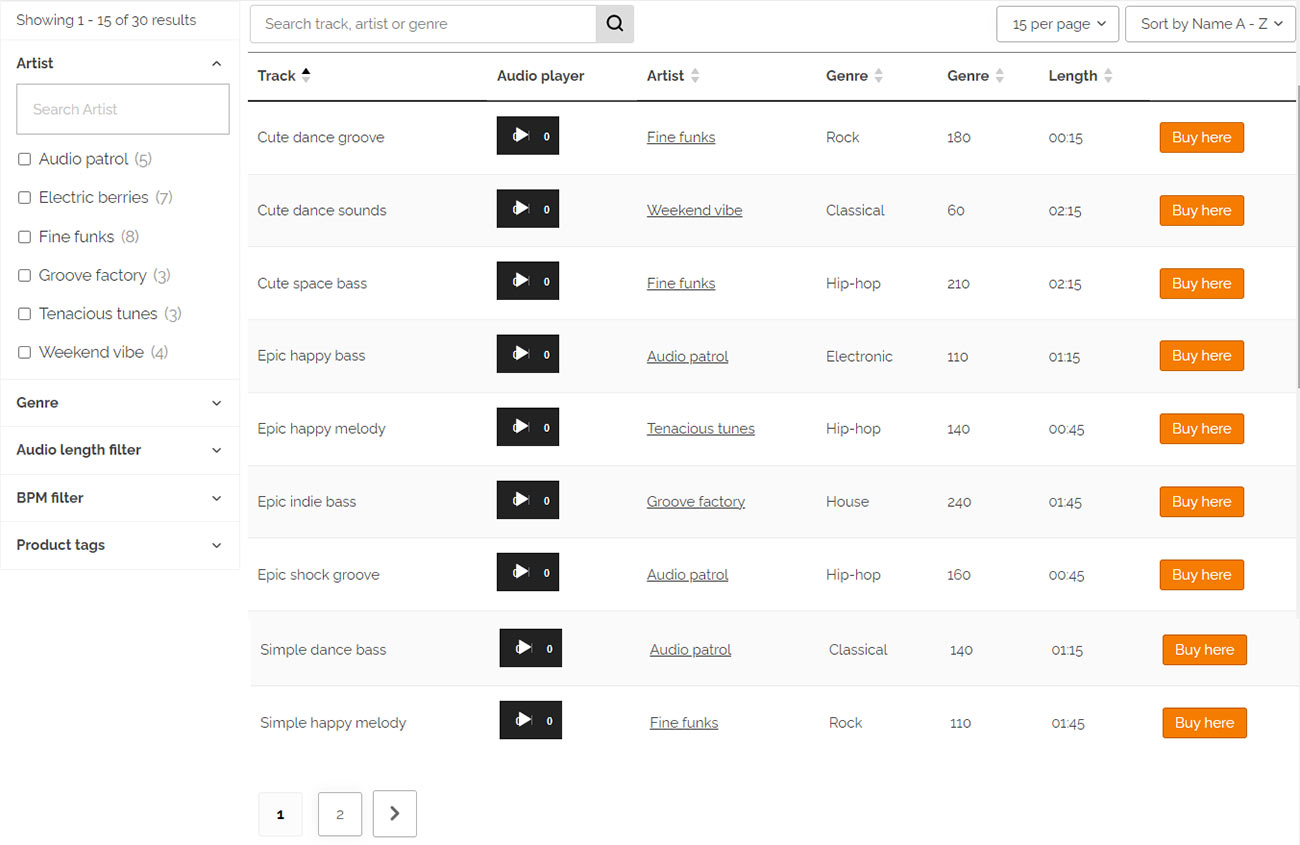 Showing 1 - 15 of 30 results
Search track, artist or genre
15 per page
Sort by Name A - Z
Artist
Search Artist
Audio patrol (5)
Electric berries (7)
Fine funks (8)
Groove factory (3)
Tenacious tunes (3)
Weekend vibe (4)
Genre
Audio length filter
BPM filter
Product tags
Track Audio player Artist Genre Genre Length
Cute dance groove 0 Fine funks Rock 180 00:15 Buy here
Cute dance sounds 0 Weekend vibe Classical 60 02:15 Buy here
Cute space bass 0 Fine funks Hip-hop 210 02:15 Buy here
Epic happy bass 0 Audio patrol Electronic 110 01:15 Buy here
Epic happy melody 0 Tenacious tunes Hip-hop 140 00:45 Buy here
Epic indie bass 0 Groove factory House 240 01:45 Buy here
Epic shock groove 0 Audio patrol Hip-hop 160 00:45 Buy here
Simple dance bass 0 Audio patrol Classical 140 01:15 Buy here
Simple happy melody 0 Fine funks Rock 110 01:45 Buy here
1 2